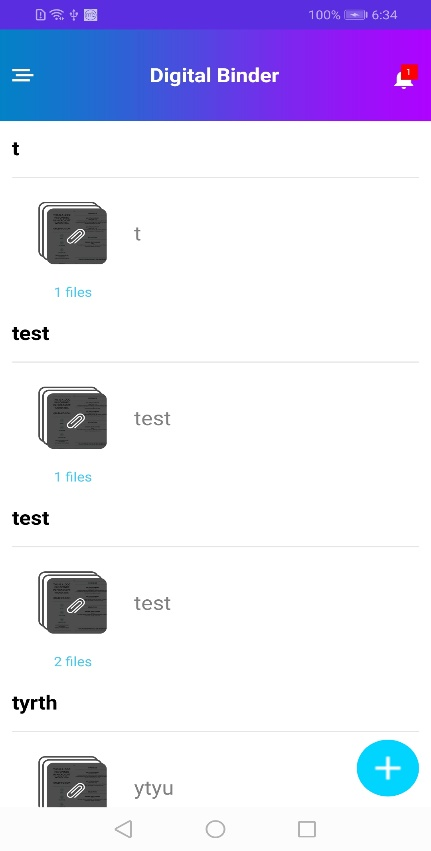 100% 6:34
Digital Binder
1
t
t
1 files
test
test
1 files
test
test
2 files
tyrth
ytyu